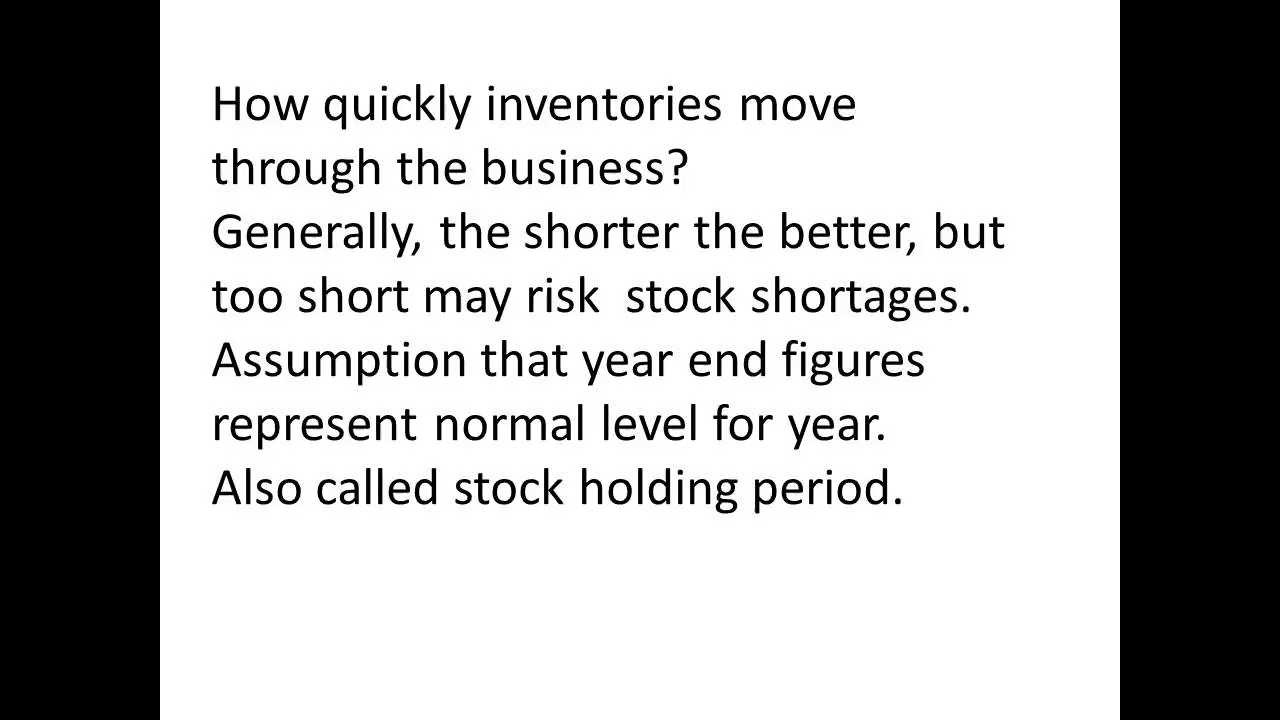 How quickly inventories move
through the business?
Generally, the shorter the better, but
too short may risk  stock shortages.
Assumption that year end figures
represent normal level for year.
Also called stock holding period.